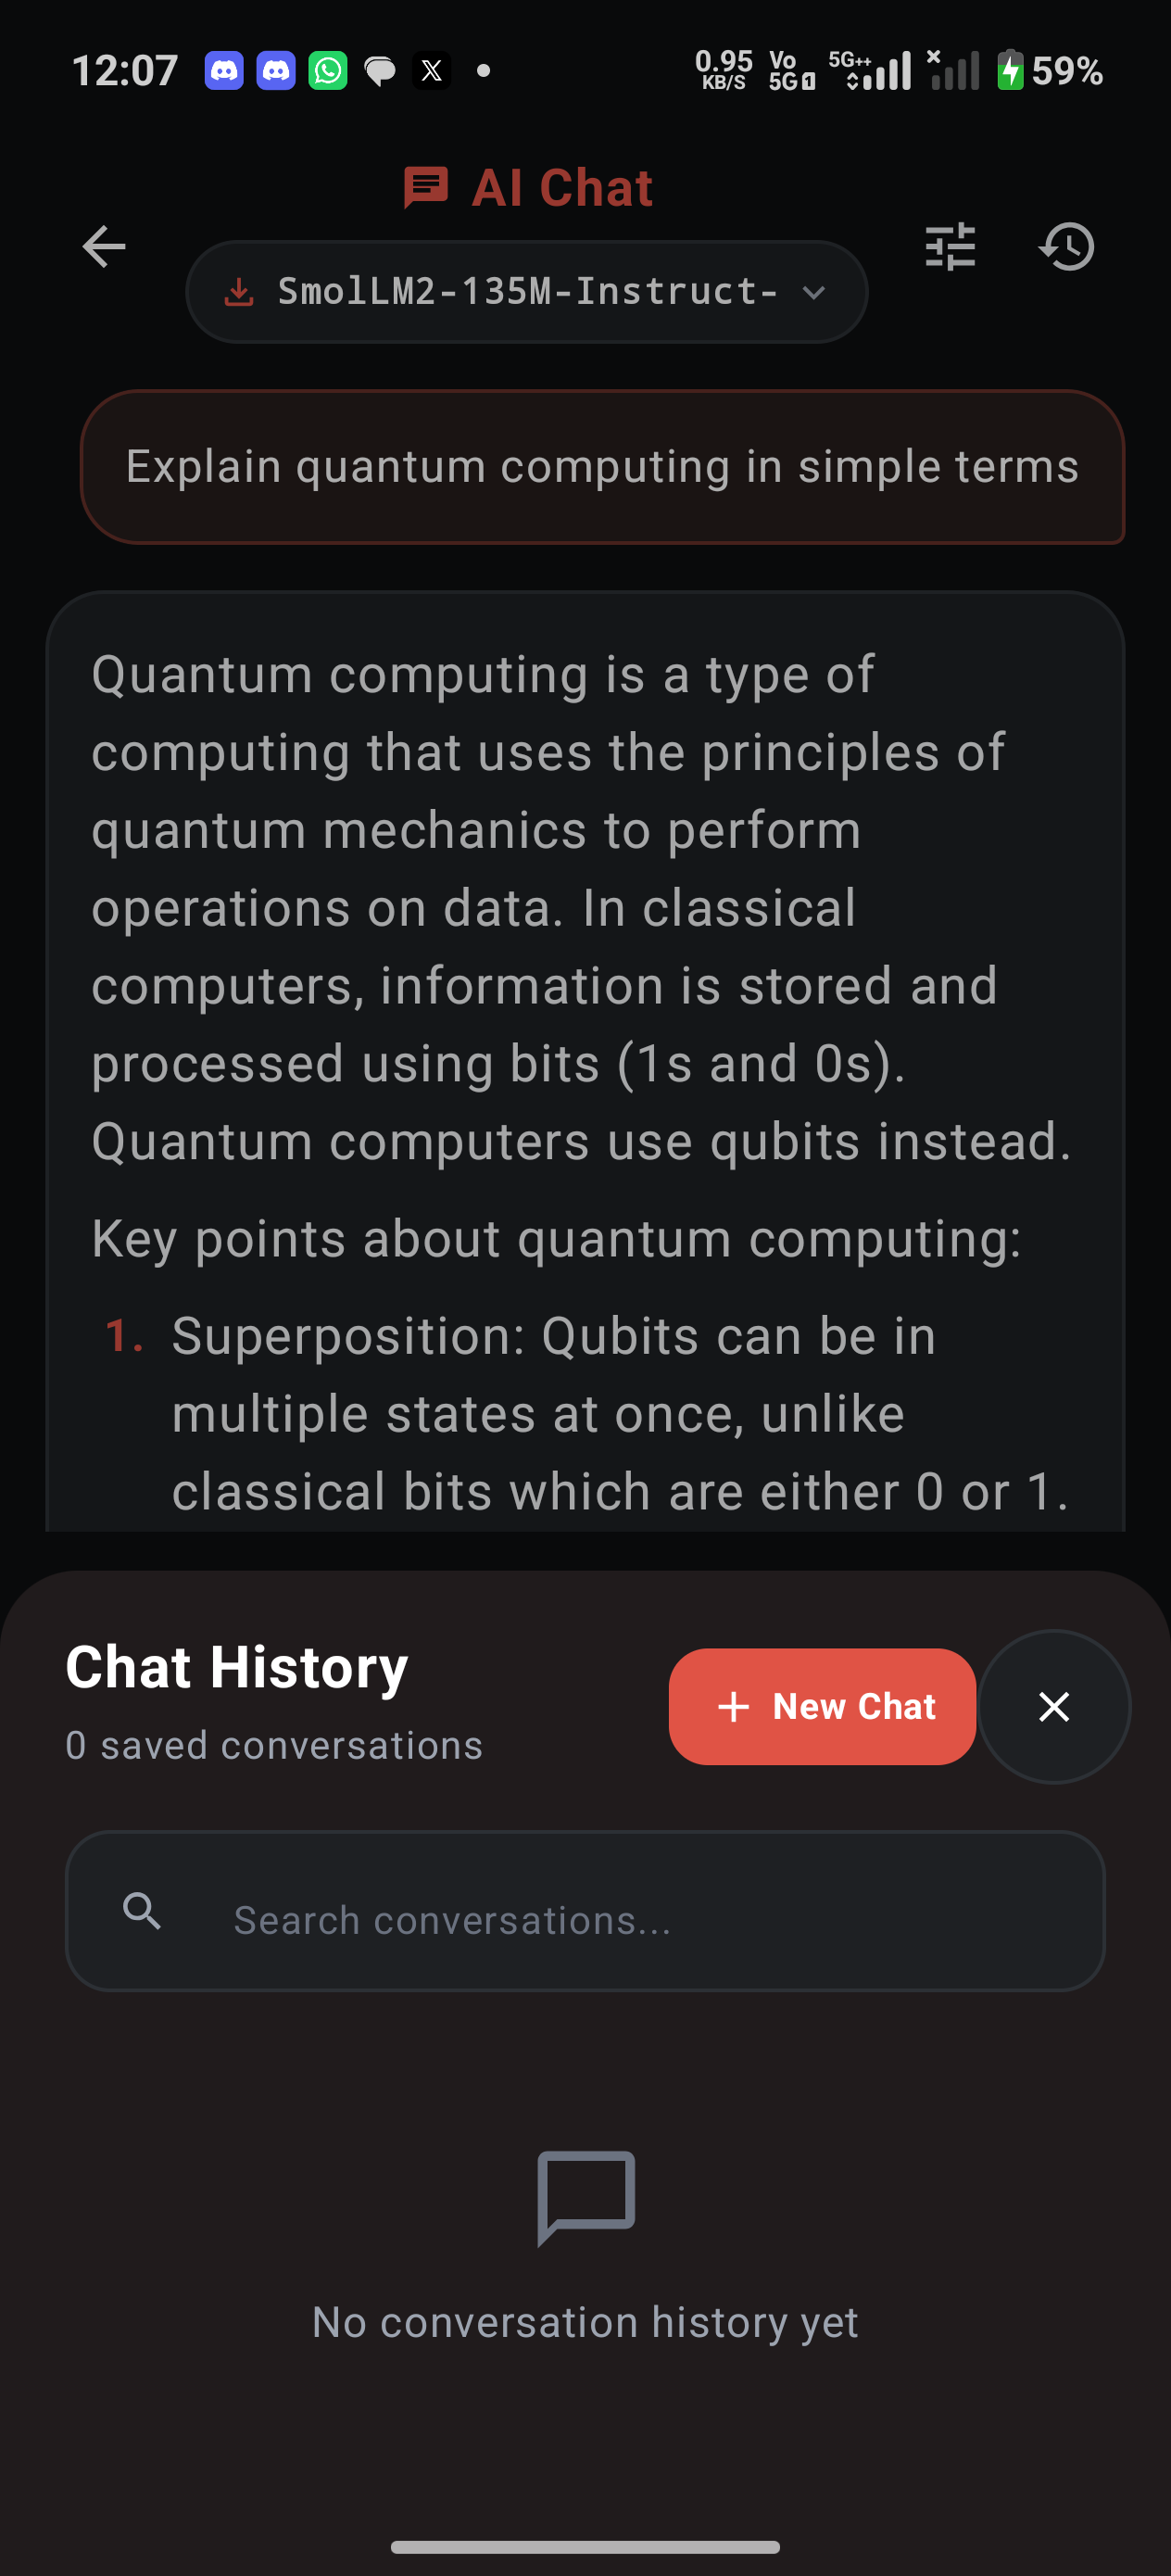 12:07
0.95 KB/S
Vo 5G 1
5G++
59%
AI Chat
SmolLM2-135M-Instruct-
Explain quantum computing in simple terms
Quantum computing is a type of
computing that uses the principles of
quantum mechanics to perform
operations on data. In classical
computers, information is stored and
processed using bits (1s and 0s).
Quantum computers use qubits instead.
Key points about quantum computing:
1. Superposition: Qubits can be in
multiple states at once, unlike
classical bits which are either 0 or 1.
Chat History
0 saved conversations
New Chat
Search conversations...
No conversation history yet